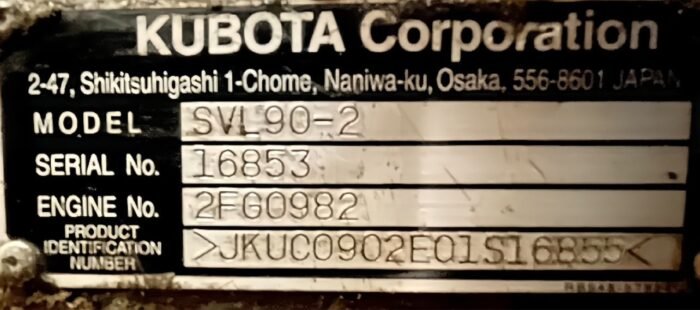 KUBOTA Corporation
2-47, Shikitsuhigashi 1-Chome, Naniwa-ku, Osaka, 556-8601 JAPAN
MODEL SVL90-2
SERIAL No. 16853
ENGINE No. 2FG0982
PRODUCT
IDENTIFICATION
NUMBER
>JKUC0902E01S16855<